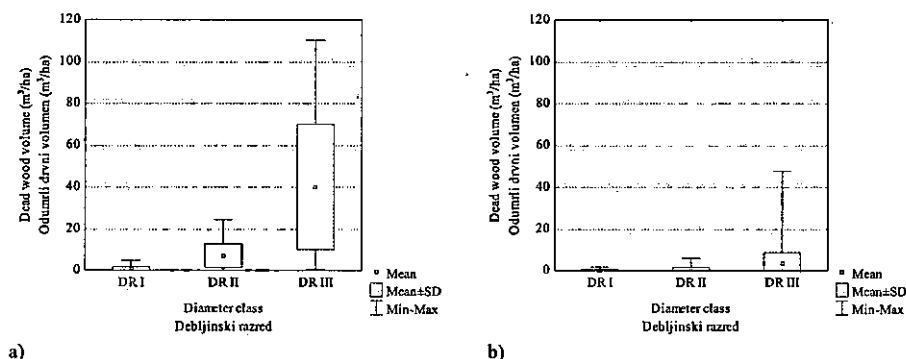 120
100
80
60
40
20
0
Dead wood volume (m³/ha)
Odumrli drvni volumen (m³/ha)
DR I
DR II
DR III
Diameter class
Debljinski razred
Mean
Mean±SD
Min-Max
a)
120
100
80
60
40
20
0
Dead wood volume (m³/ha)
Odumrli drvni volumen (m³/ha)
DR I
DR II
DR III
Diameter class
Debljinski razred
Mean
Mean±SD
Min-Max
b)